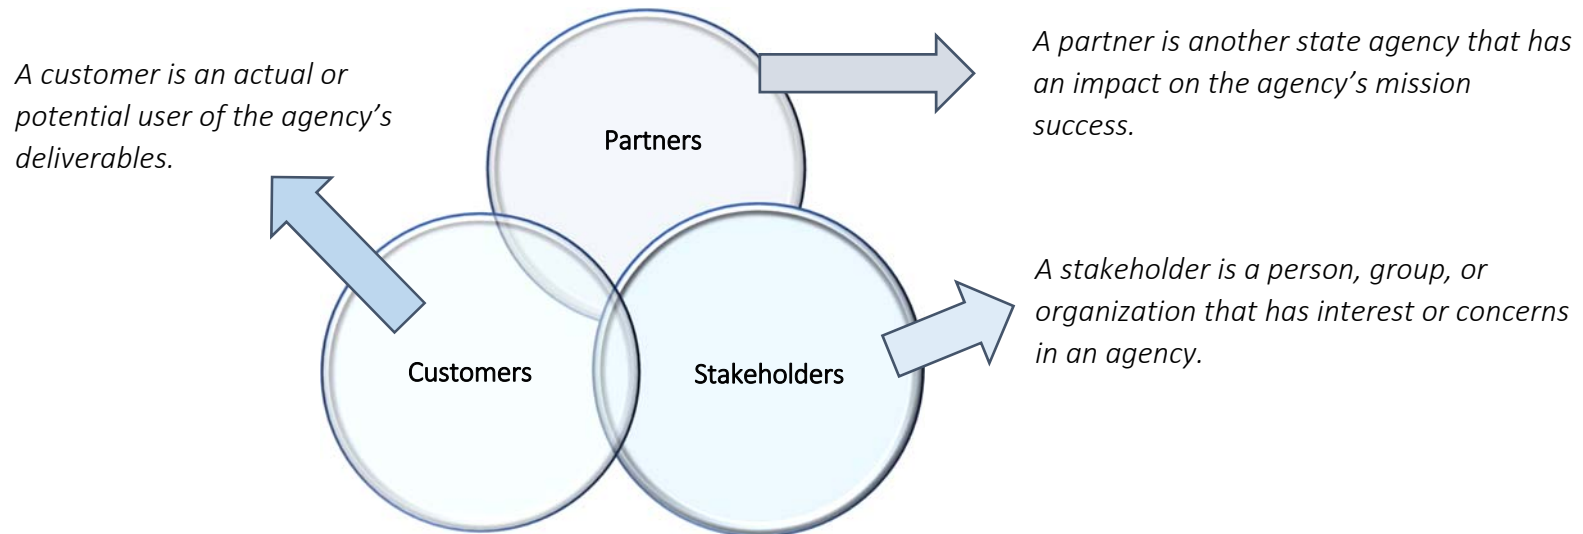 A customer is an actual or
potential user of the agency’s
deliverables.
Partners
A partner is another state agency that has
an impact on the agency’s mission
success.
Customers
Stakeholders
A stakeholder is a person, group, or
organization that has interest or concerns
in an agency.